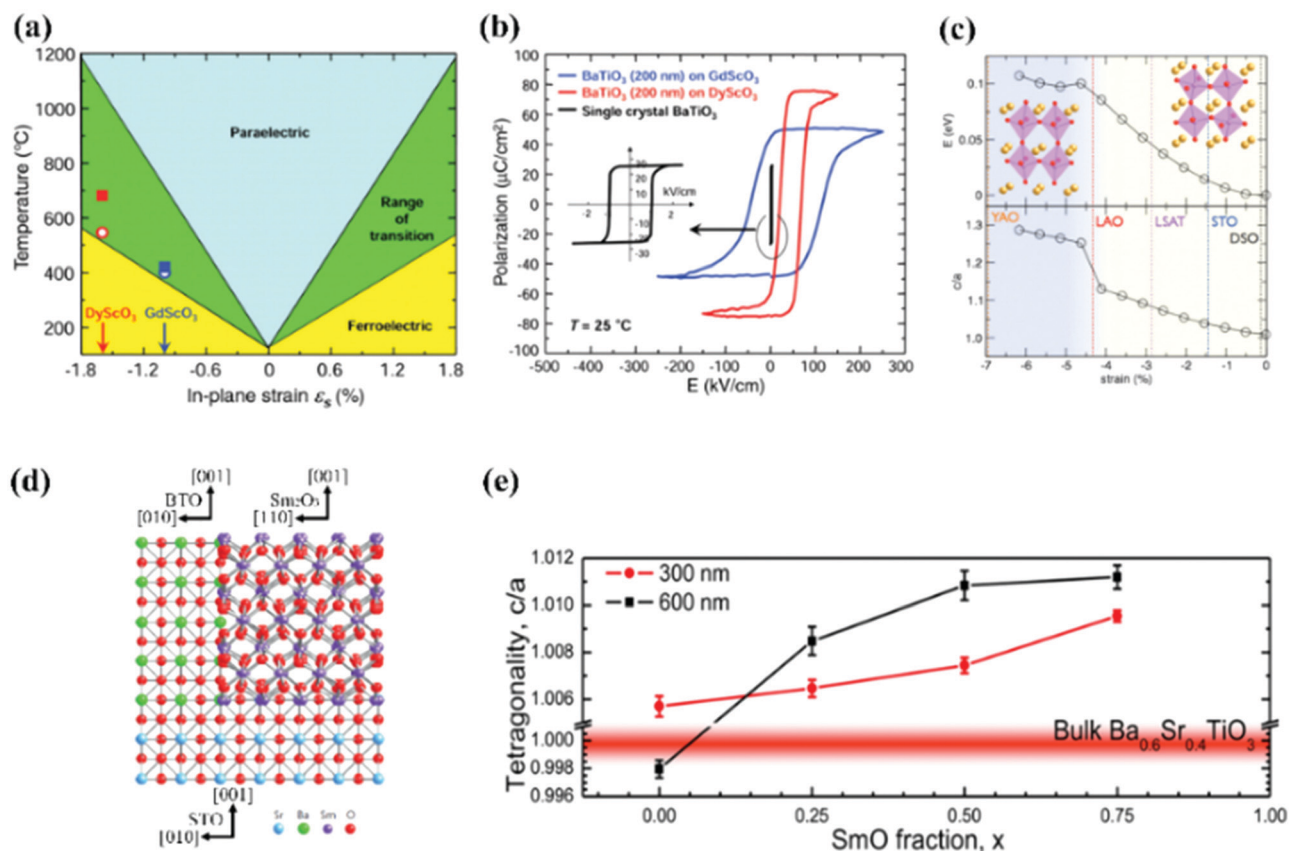 (a)
1200
1000
800
600
400
200
Temperature (°C)
Paraelectric
Range
of
transition
Ferroelectric
DyScO₃
GdScO₃
-1.8
-1.2
-0.6
0
0.6
1.2
1.8
In-plane strain εs (%)
(b)
100
80
60
40
20
0
-20
-40
-60
-80
-100
Polarization (μC/cm²)
BaTiO₃ (200 nm) on GdScO₃
BaTiO₃ (200 nm) on DyScO₃
Single crystal BaTiO₃
30
20
kV/cm
-2
2
-20
-30
T = 25 °C
-500
-400
-300
-200
-100
0
100
200
300
E (kV/cm)
(c)
0.1
0.05
0
E (eV)
YAO
LAO
LSAT
STO
DSO
1.3
1.2
1.1
1.0
c/a
-7
-6
-5
-4
-3
-2
-1
0
strain (%)
(d)
[001]
[001]
BTO
Sm₂O₃
[010]
[110]
[001]
STO
[010]
Sr
Ba
Sm
O
(e)
1.012
1.010
1.008
1.006
1.000
0.998
0.996
Tetragonality, c/a
300 nm
600 nm
Bulk Ba₀.₆Sr₀.₄TiO₃
0.00
0.25
0.50
0.75
1.00
SmO fraction, x